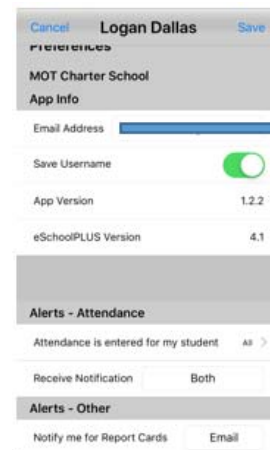 Cancel Logan Dallas Save
Preferences
MOT Charter School
App Info
Email Address
Save Username
App Version 1.2.2
eSchoolPLUS Version 4.1
Alerts - Attendance
Attendance is entered for my student All >
Receive Notification Both
Alerts - Other
Notify me for Report Cards Email